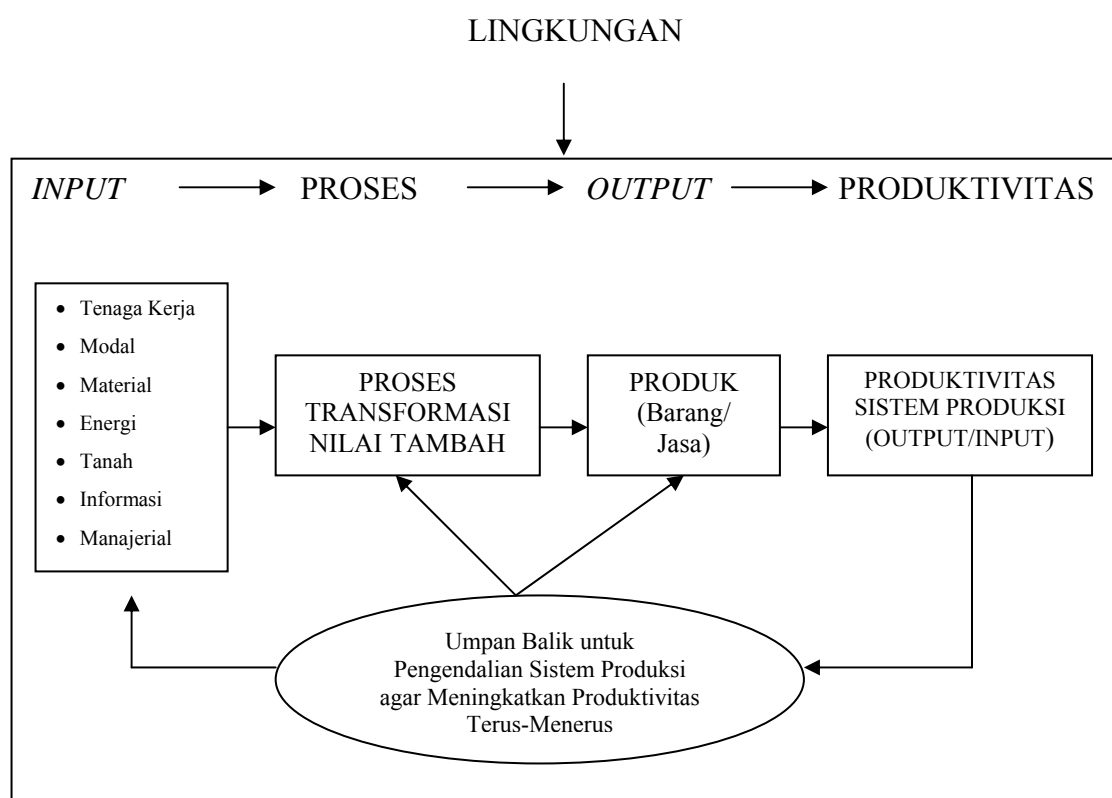 LINGKUNGAN
INPUT PROSES OUTPUT PRODUKTIVITAS
• Tenaga Kerja
• Modal
• Material
• Energi
• Tanah
• Informasi
• Manajerial
PROSES
TRANSFORMASI
NILAI TAMBAH
PRODUK
(Barang/
Jasa)
PRODUKTIVITAS
SISTEM PRODUKSI
(OUTPUT/INPUT)
Umpan Balik untuk
Pengendalian Sistem Produksi
agar Meningkatkan Produktivitas
Terus-Menerus